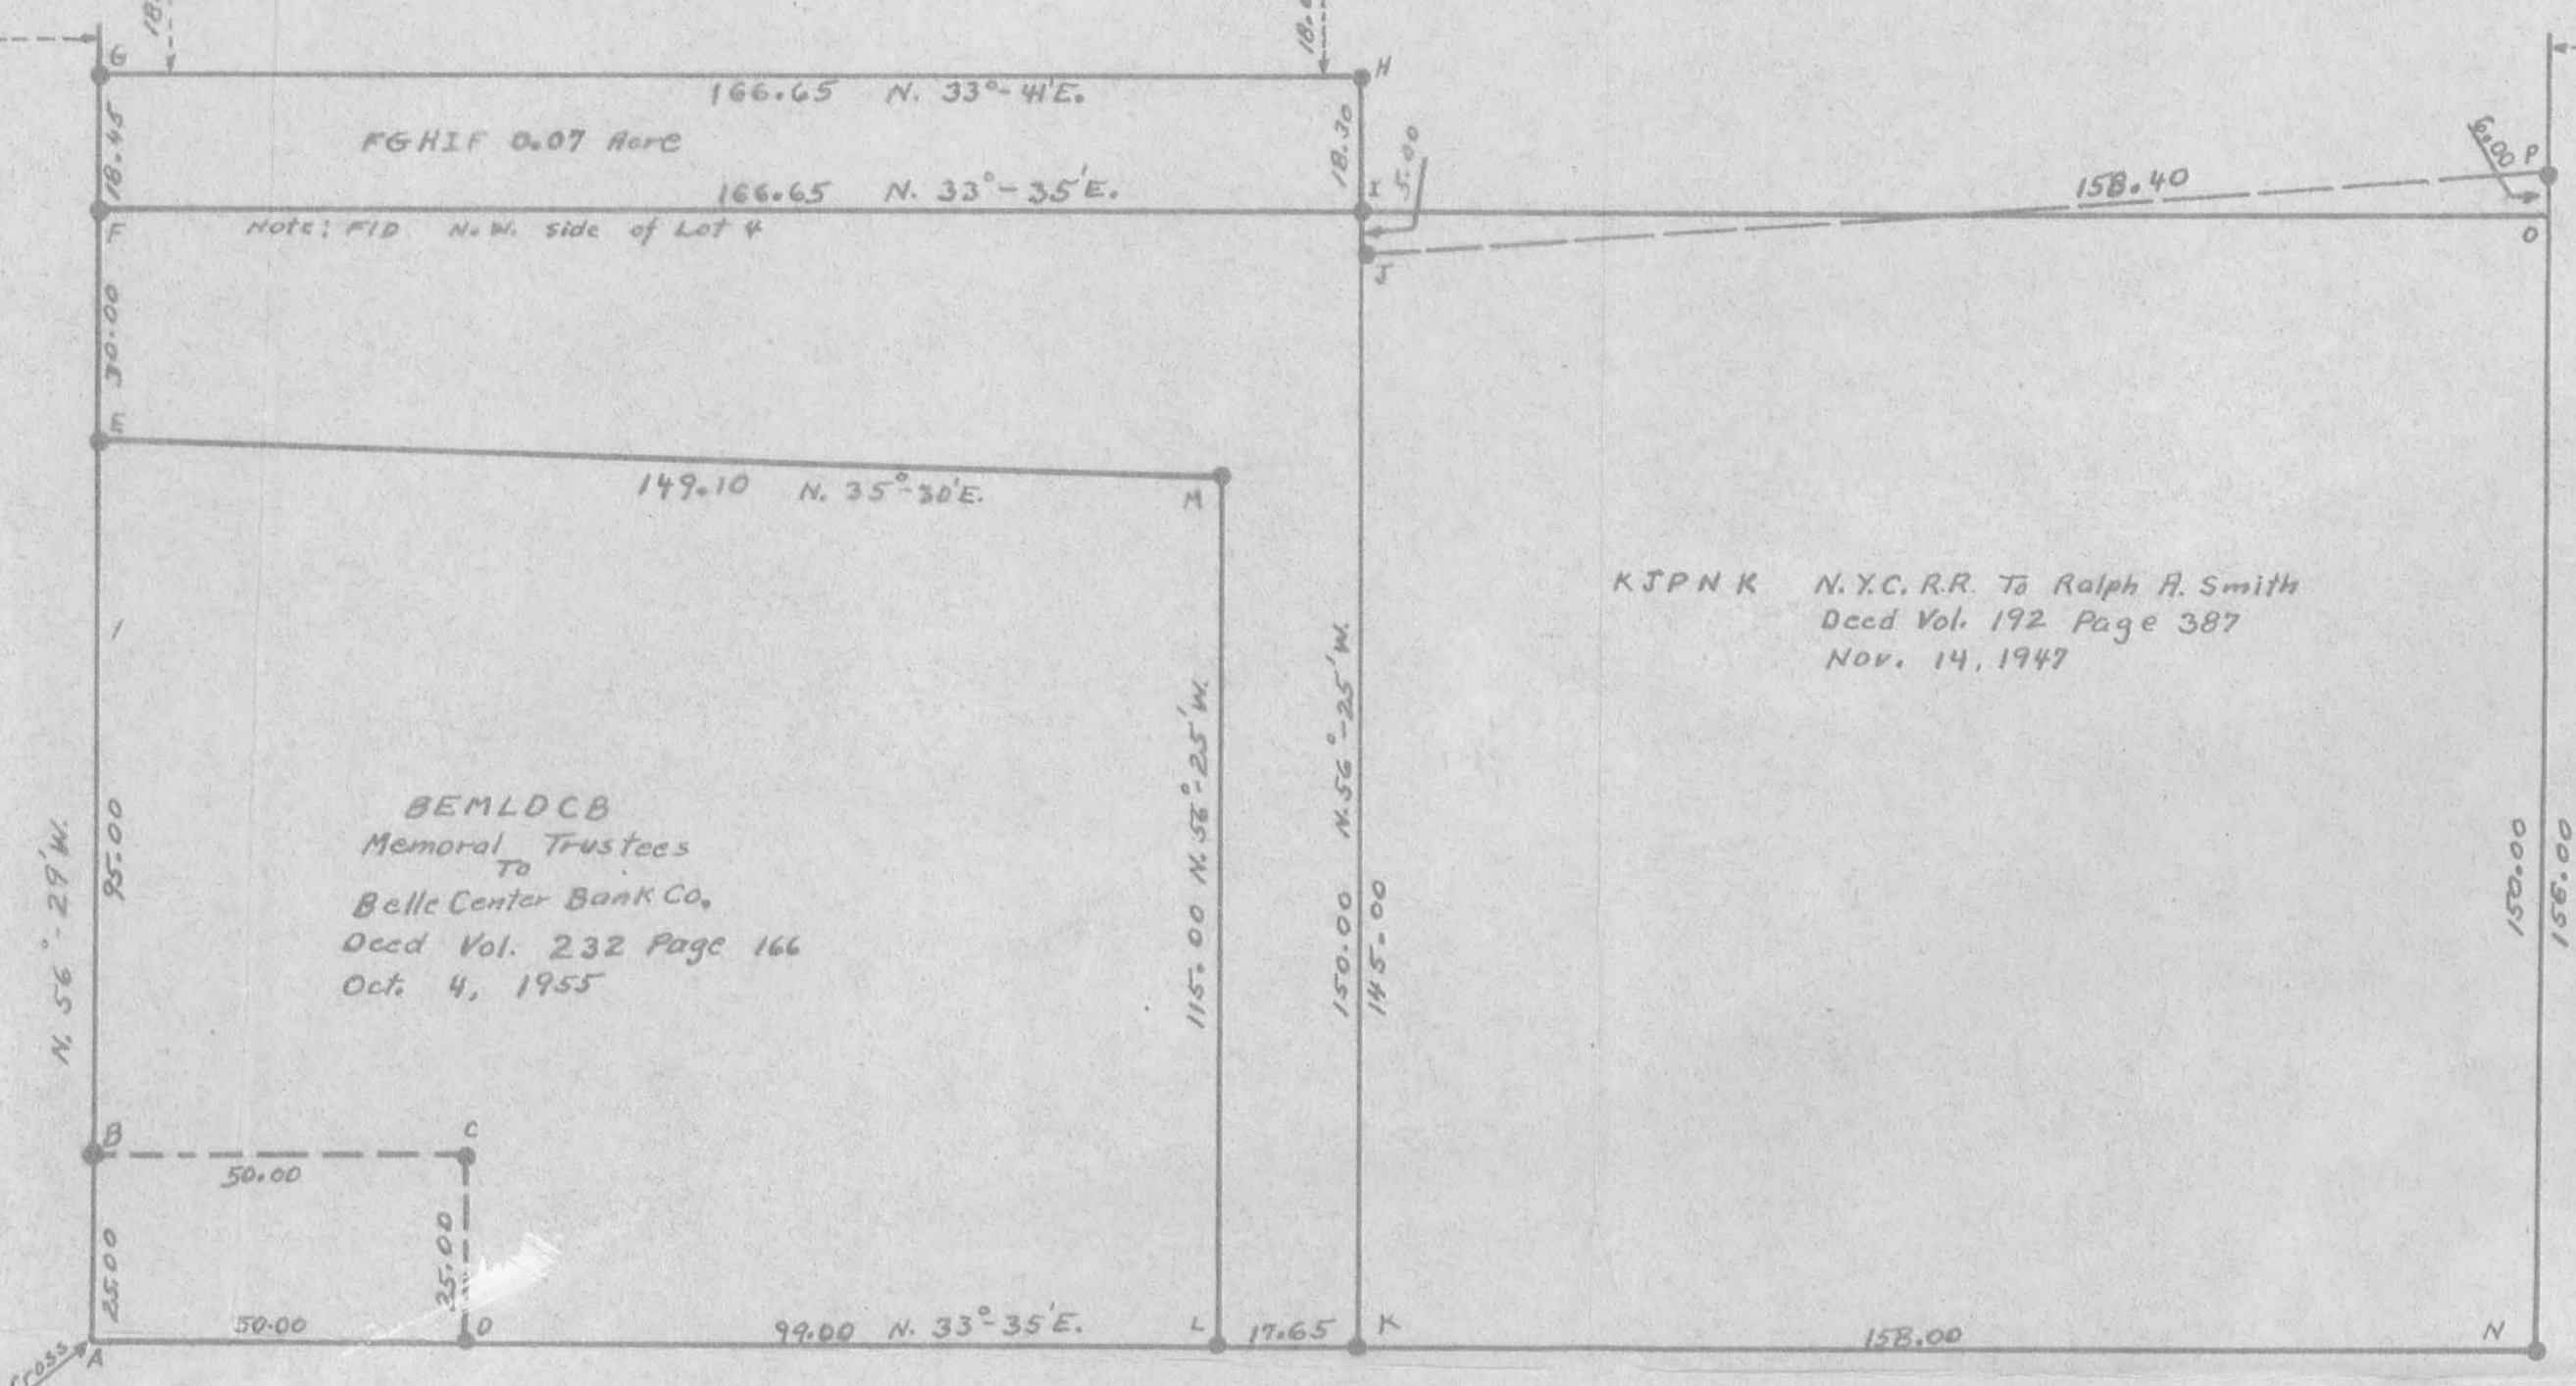 G
H
166.65 N. 33°-41'E.
18.45
FGHIF 0.07 Acre
18.30
5.00
6.00
P
158.40
166.65 N. 33°-35'E.
I
F
Note: FIO N.W. side of Lot 4
O
J
30.00
E
149.10 N. 35°-30'E.
M
KJPNK N.Y.C. R.R. To Ralph A. Smith
Deed Vol. 192 Page 387
Nov. 14, 1947
N. 56°-29'W.
95.00
BEMLDCB
Memoral Trustees
To
Belle Center Bank Co.
Deed Vol. 232 Page 166
Oct. 4, 1955
115.00 N. 56°-25'W.
150.00 N. 56°-25'W.
145.00
150.00
156.00
B
C
50.00
25.00
25.00
50.00
D
99.00 N. 33°-35'E.
L
17.65
K
158.00
N
A
cross